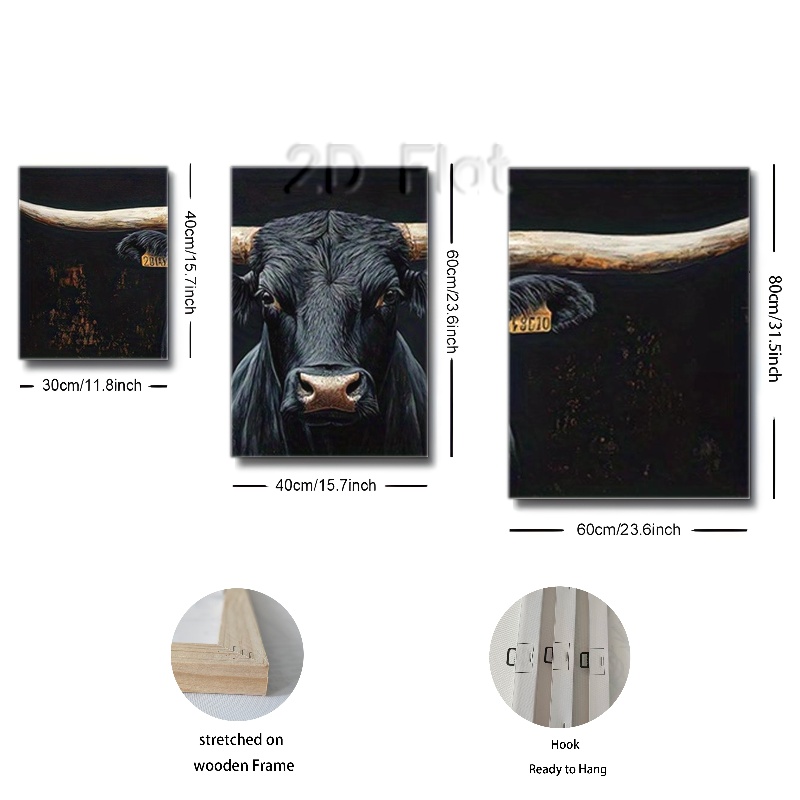 2D Flat
40cm/15.7inch
60cm/23.6inch
80cm/31.5inch
30cm/11.8inch
40cm/15.7inch
60cm/23.6inch
stretched on
wooden Frame
Hook
Ready to Hang